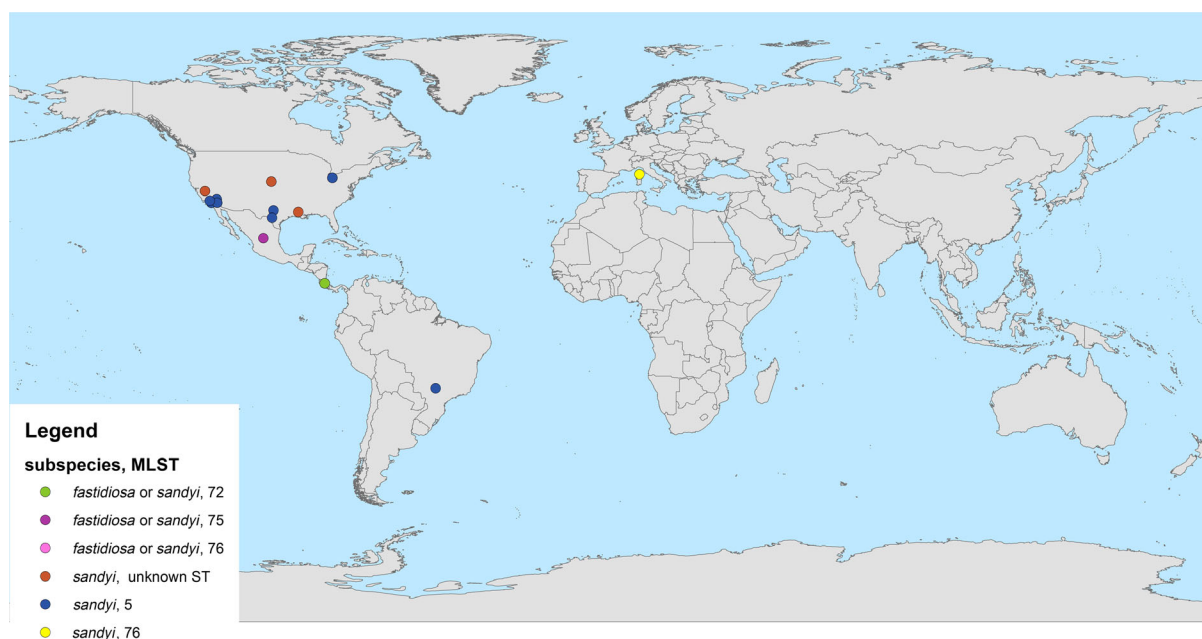 Legend
subspecies, MLST
fastidiosa or sandyi, 72
fastidiosa or sandyi, 75
fastidiosa or sandyi, 76
sandyi, unknown ST
sandyi, 5
sandyi, 76